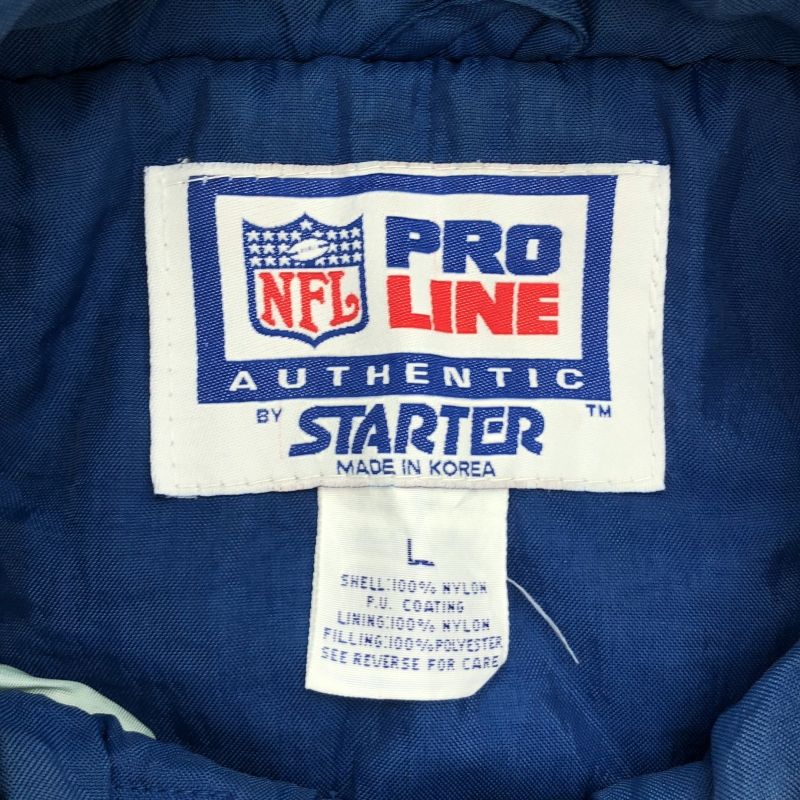 NFL
PRO
LINE
AUTHENTIC
BY STARTER ™
MADE IN KOREA
L
SHELL:100% NYLON
P.U. COATING
LINING:100% NYLON
FILLING:100%POLYESTER
SEE REVERSE FOR CARE